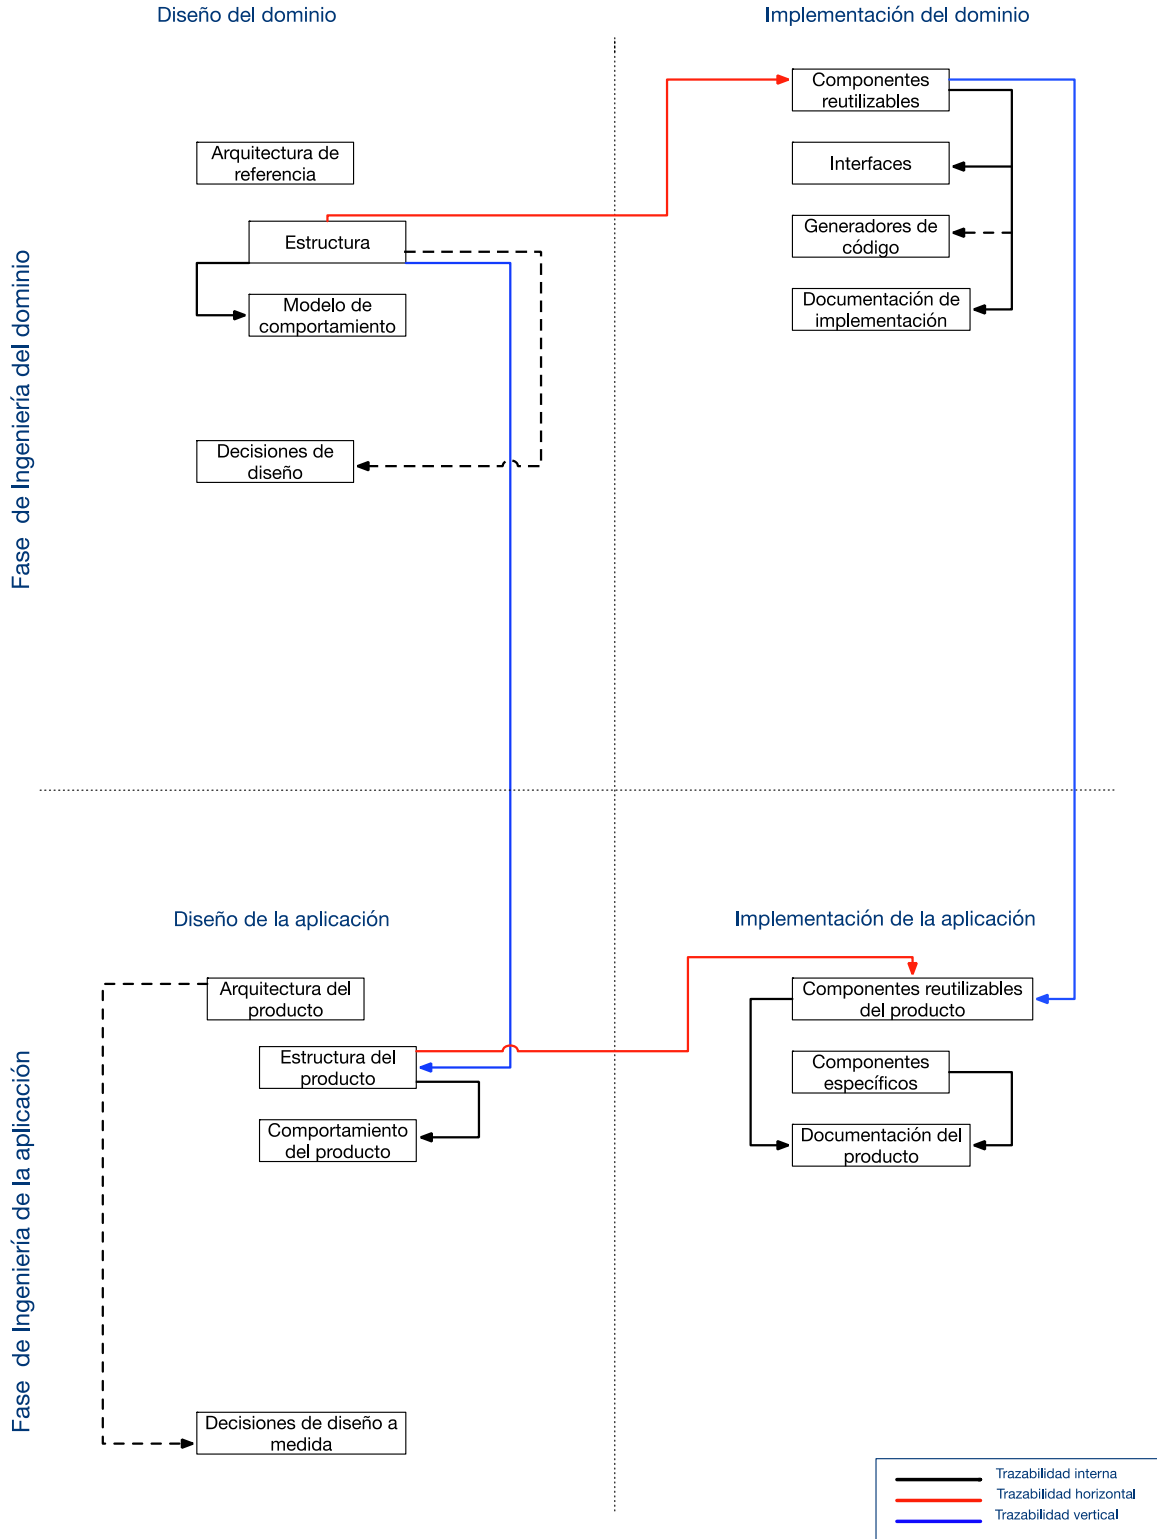 Diseño del dominio
Implementación del dominio
Fase  de Ingeniería del dominio
Arquitectura de
referencia
Estructura
Modelo de
comportamiento
Decisiones de
diseño
Componentes
reutilizables
Interfaces
Generadores de
código
Documentación de
implementación
Diseño de la aplicación
Implementación de la aplicación
Fase  de Ingeniería de la aplicación
Arquitectura del
producto
Estructura del
producto
Comportamiento
del producto
Decisiones de diseño a
medida
Componentes reutilizables
del producto
Componentes
específicos
Documentación del
producto
Trazabilidad interna
Trazabilidad horizontal
Trazabilidad vertical